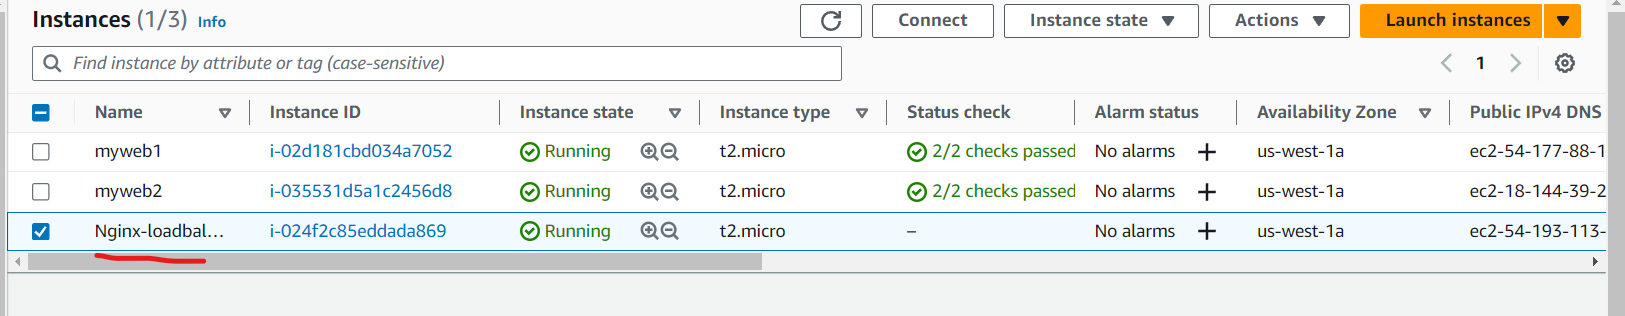 Instances (1/3) Info Connect Instance state Actions Launch instances
Find instance by attribute or tag (case-sensitive) 1
Name Instance ID Instance state Instance type Status check Alarm status Availability Zone Public IPv4 DNS
myweb1 i-02d181cbd034a7052 Running t2.micro 2/2 checks passed No alarms + us-west-1a ec2-54-177-88-1
myweb2 i-035531d5a1c2456d8 Running t2.micro 2/2 checks passed No alarms + us-west-1a ec2-18-144-39-2
Nginx-loadbal... i-024f2c85eddada869 Running t2.micro – No alarms + us-west-1a ec2-54-193-113-